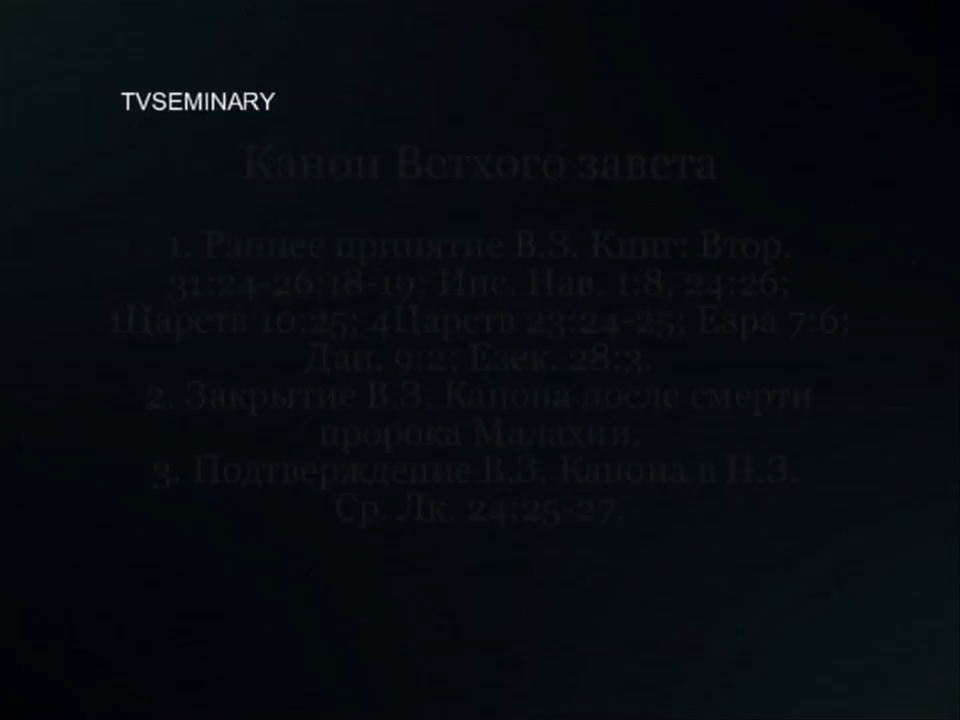 TVSEMINARY
Канон Ветхого завета
1. Раннее принятие В.З. Книг: Втор.
31:24-26:18-19; Иис. Нав. 1:8, 24:26;
1Царств 10:25; 4Царств 23:24-25; Езра 7:6;
Дан. 9:2; Езек. 28:3.
2. Закрытие В.З. Канона после смерти
пророка Малахии.
3. Подтверждение В.З. Канона в Н.З.
Ср. Лк. 24:25-27.